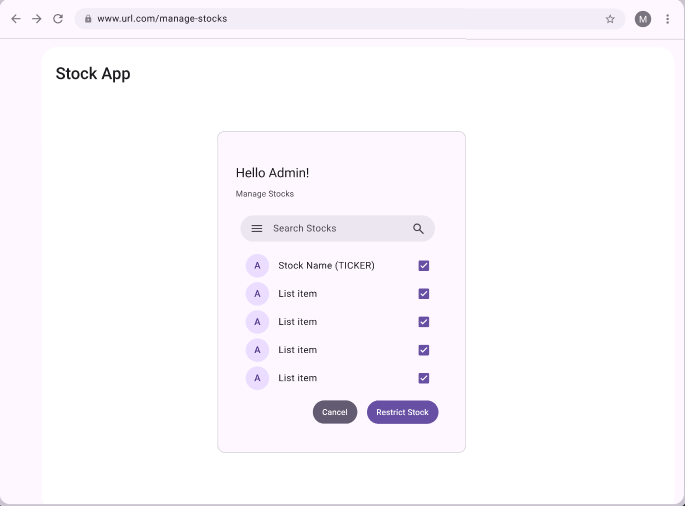 www.url.com/manage-stocks
M
Stock App
Hello Admin!
Manage Stocks
Search Stocks
A Stock Name (TICKER)
A List item
A List item
A List item
A List item
Cancel Restrict Stock